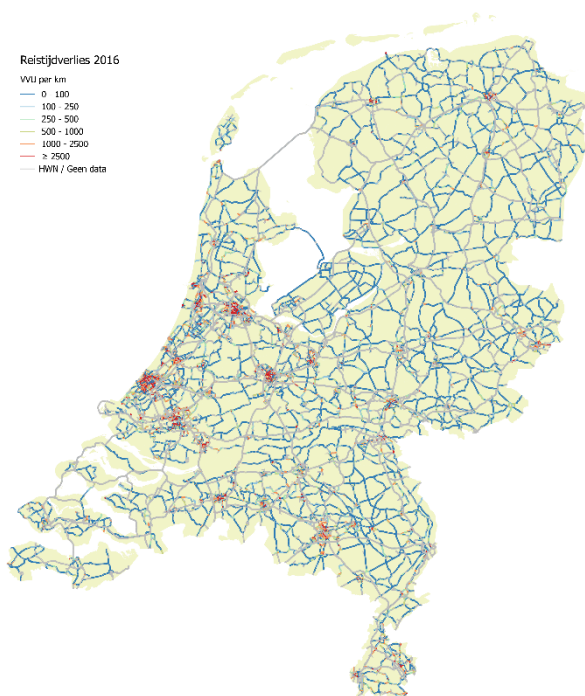 Reistijdverlies 2016
VVU per km
0 100
100 - 250
250 - 500
500 - 1000
1000 - 2500
≥ 2500
HWN / Geen data